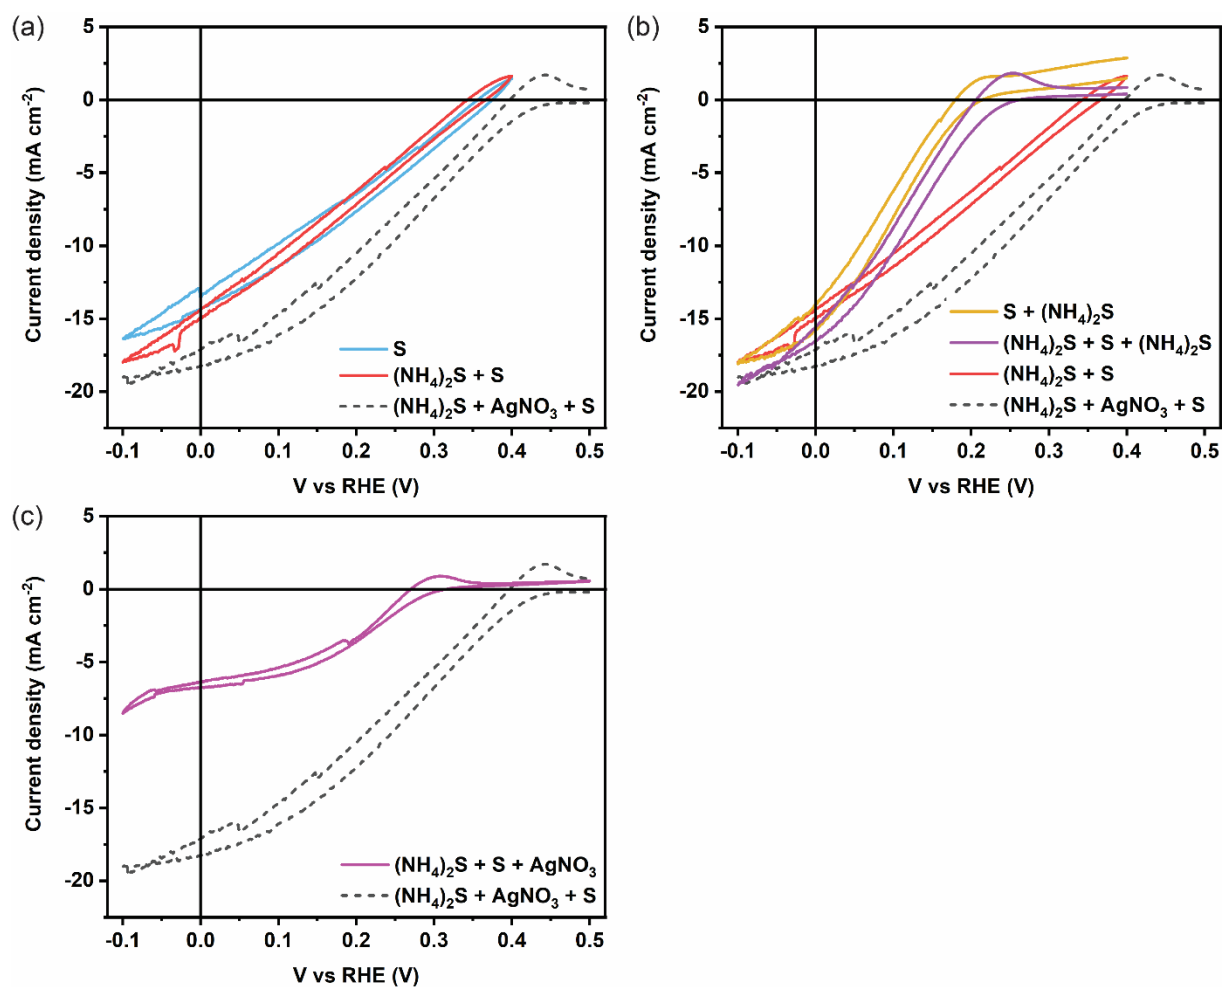 (a)
5
0
-5
-10
-15
-20
Current density (mA cm⁻²)
S
(NH₄)₂S + S
(NH₄)₂S + AgNO₃ + S
-0.1 0.0 0.1 0.2 0.3 0.4 0.5
V vs RHE (V)
(b)
5
0
-5
-10
-15
-20
Current density (mA cm⁻²)
S + (NH₄)₂S
(NH₄)₂S + S + (NH₄)₂S
(NH₄)₂S + S
(NH₄)₂S + AgNO₃ + S
-0.1 0.0 0.1 0.2 0.3 0.4 0.5
V vs RHE (V)
(c)
5
0
-5
-10
-15
-20
Current density (mA cm⁻²)
(NH₄)₂S + S + AgNO₃
(NH₄)₂S + AgNO₃ + S
-0.1 0.0 0.1 0.2 0.3 0.4 0.5
V vs RHE (V)